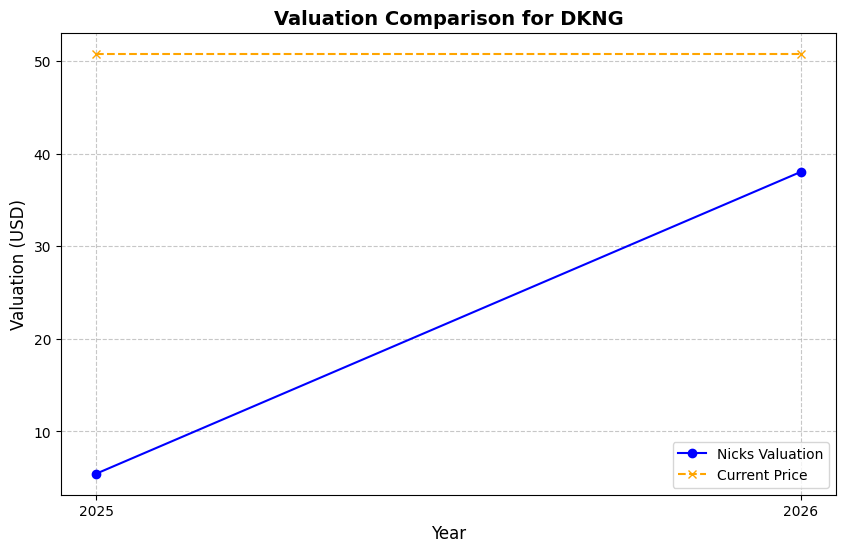 Valuation Comparison for DKNG
Valuation (USD)
50
40
30
20
10
2025
2026
Year
Nicks Valuation
Current Price